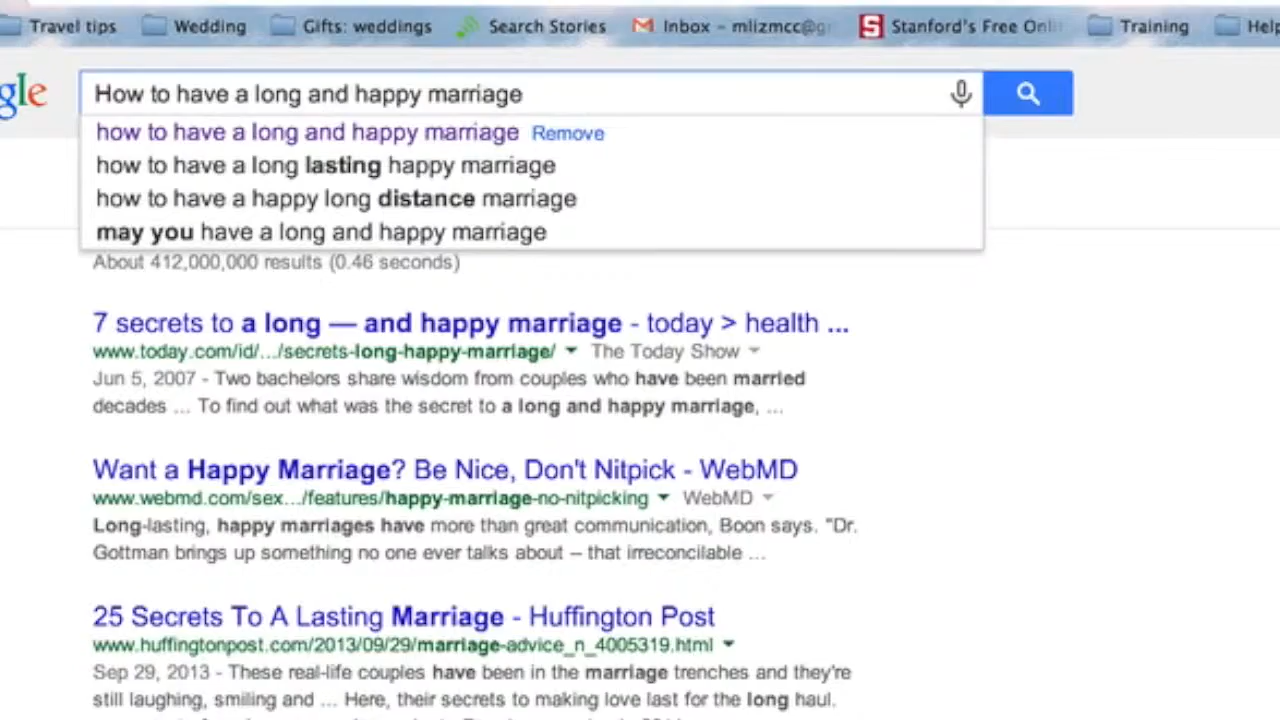 Travel tips Wedding Gifts: weddings Search Stories Inbox – mlizmcc@g Stanford's Free Onli Training Help
gle How to have a long and happy marriage
how to have a long and happy marriage Remove
how to have a long lasting happy marriage
how to have a happy long distance marriage
may you have a long and happy marriage
About 412,000,000 results (0.46 seconds)
7 secrets to a long — and happy marriage - today > health ...
www.today.com/id/.../secrets-long-happy-marriage/ The Today Show
Jun 5, 2007 - Two bachelors share wisdom from couples who have been married
decades ... To find out what was the secret to a long and happy marriage, ...
Want a Happy Marriage? Be Nice, Don't Nitpick - WebMD
www.webmd.com/sex.../features/happy-marriage-no-nitpicking WebMD
Long-lasting, happy marriages have more than great communication, Boon says. "Dr.
Gottman brings up something no one ever talks about – that irreconcilable ...
25 Secrets To A Lasting Marriage - Huffington Post
www.huffingtonpost.com/2013/09/29/marriage-advice_n_4005319.html
Sep 29, 2013 - These real-life couples have been in the marriage trenches and they're
still laughing, smiling and ... Here, their secrets to making love last for the long haul.